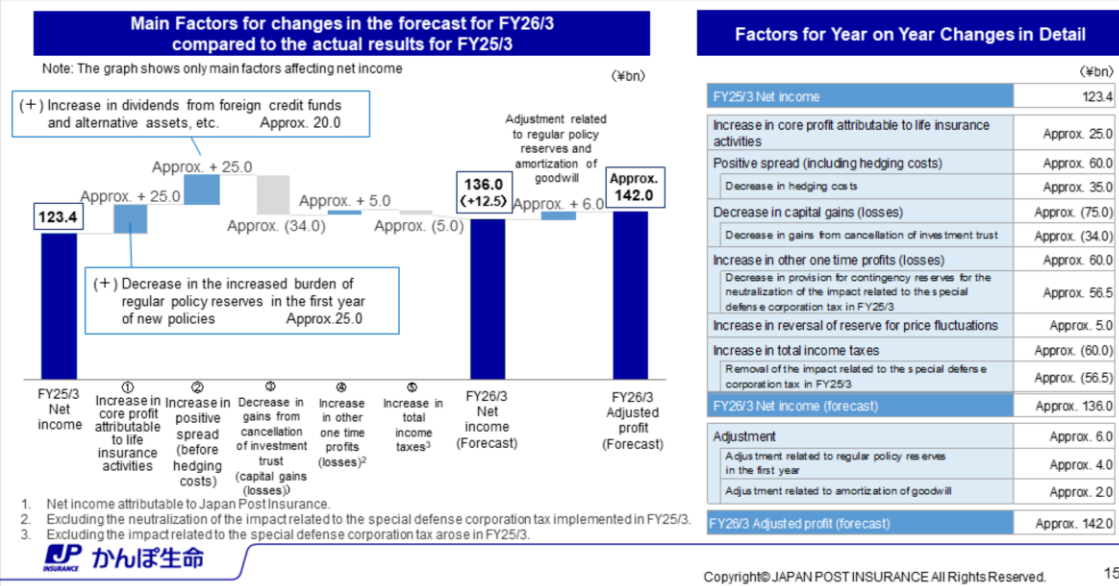 Main Factors for changes in the forecast for FY26/3
compared to the actual results for FY25/3
Note: The graph shows only main factors affecting net income
(¥bn)
(+) Increase in dividends from foreign credit funds
and alternative assets, etc. Approx. 20.0
Adjustment related
to regular policy
reserves and
amortization of
goodwill
Approx. + 25.0
Approx. + 25.0
Approx. + 5.0
136.0
(+12.5)
Approx. + 6.0
Approx.
142.0
123.4
Approx. (34.0)
Approx. (5.0)
(+) Decrease in the increased burden of
regular policy reserves in the first year
of new policies Approx.25.0
FY25/3
Net
income
①
Increase in
core profit
attributable
to life
insurance
activities
②
Increase in
positive
spread
(before
hedging
costs)
③
Decrease in
gains from
cancellation
of investment
trust
(capital gains
(losses))
④
Increase
in other
one time
profits
(losses)2
⑤
Increase in
total
income
taxes3
FY26/3
Net
income
(Forecast)
FY26/3
Adjusted
profit
(Forecast)
1. Net income attributable to Japan Post Insurance.
2. Excluding the neutralization of the impact related to the special defense corporation tax implemented in FY25/3.
3. Excluding the impact related to the special defense corporation tax arose in FY25/3.
Factors for Year on Year Changes in Detail
(¥bn)
FY25/3 Net income 123.4
Increase in core profit attributable to life insurance
activities Approx. 25.0
Positive spread (including hedging costs) Approx. 60.0
Decrease in hedging costs Approx. 35.0
Decrease in capital gains (losses) Approx. (75.0)
Decrease in gains from cancellation of investment trust Approx. (34.0)
Increase in other one time profits (losses) Approx. 60.0
Decrease in provision for contingency reserves for the
neutralization of the impact related to the special
defense corporation tax in FY25/3 Approx. 56.5
Increase in reversal of reserve for price fluctuations Approx. 5.0
Increase in total income taxes Approx. (60.0)
Removal of the impact related to the special defense
corporation tax in FY25/3 Approx. (56.5)
FY26/3 Net income (forecast) Approx. 136.0
Adjustment Approx. 6.0
Adjustment related to regular policy reserves
in the first year Approx. 4.0
Adjustment related to amortization of goodwill Approx. 2.0
FY26/3 Adjusted profit (forecast) Approx. 142.0
JP INSURANCE かんぽ生命
Copyright© JAPAN POST INSURANCE All Rights Reserved. 15